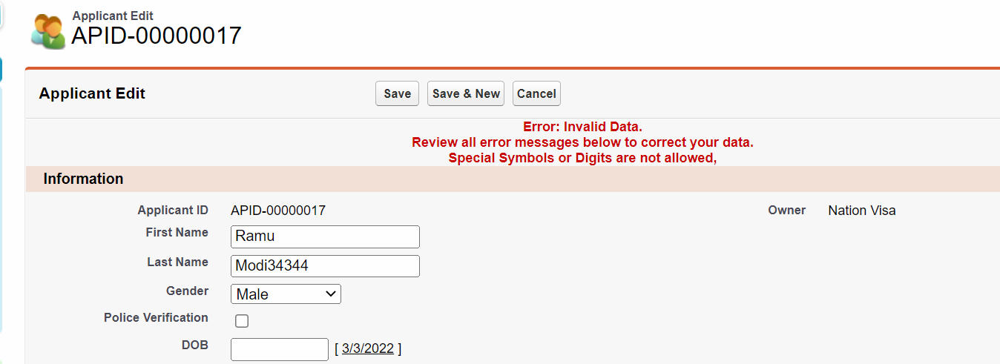 Applicant Edit
APID-00000017
Applicant Edit
Save
Save & New
Cancel
Error: Invalid Data.
Review all error messages below to correct your data.
Special Symbols or Digits are not allowed,
Information
Applicant ID APID-00000017
Owner Nation Visa
First Name Ramu
Last Name Modi34344
Gender Male
Police Verification
DOB [ 3/3/2022 ]